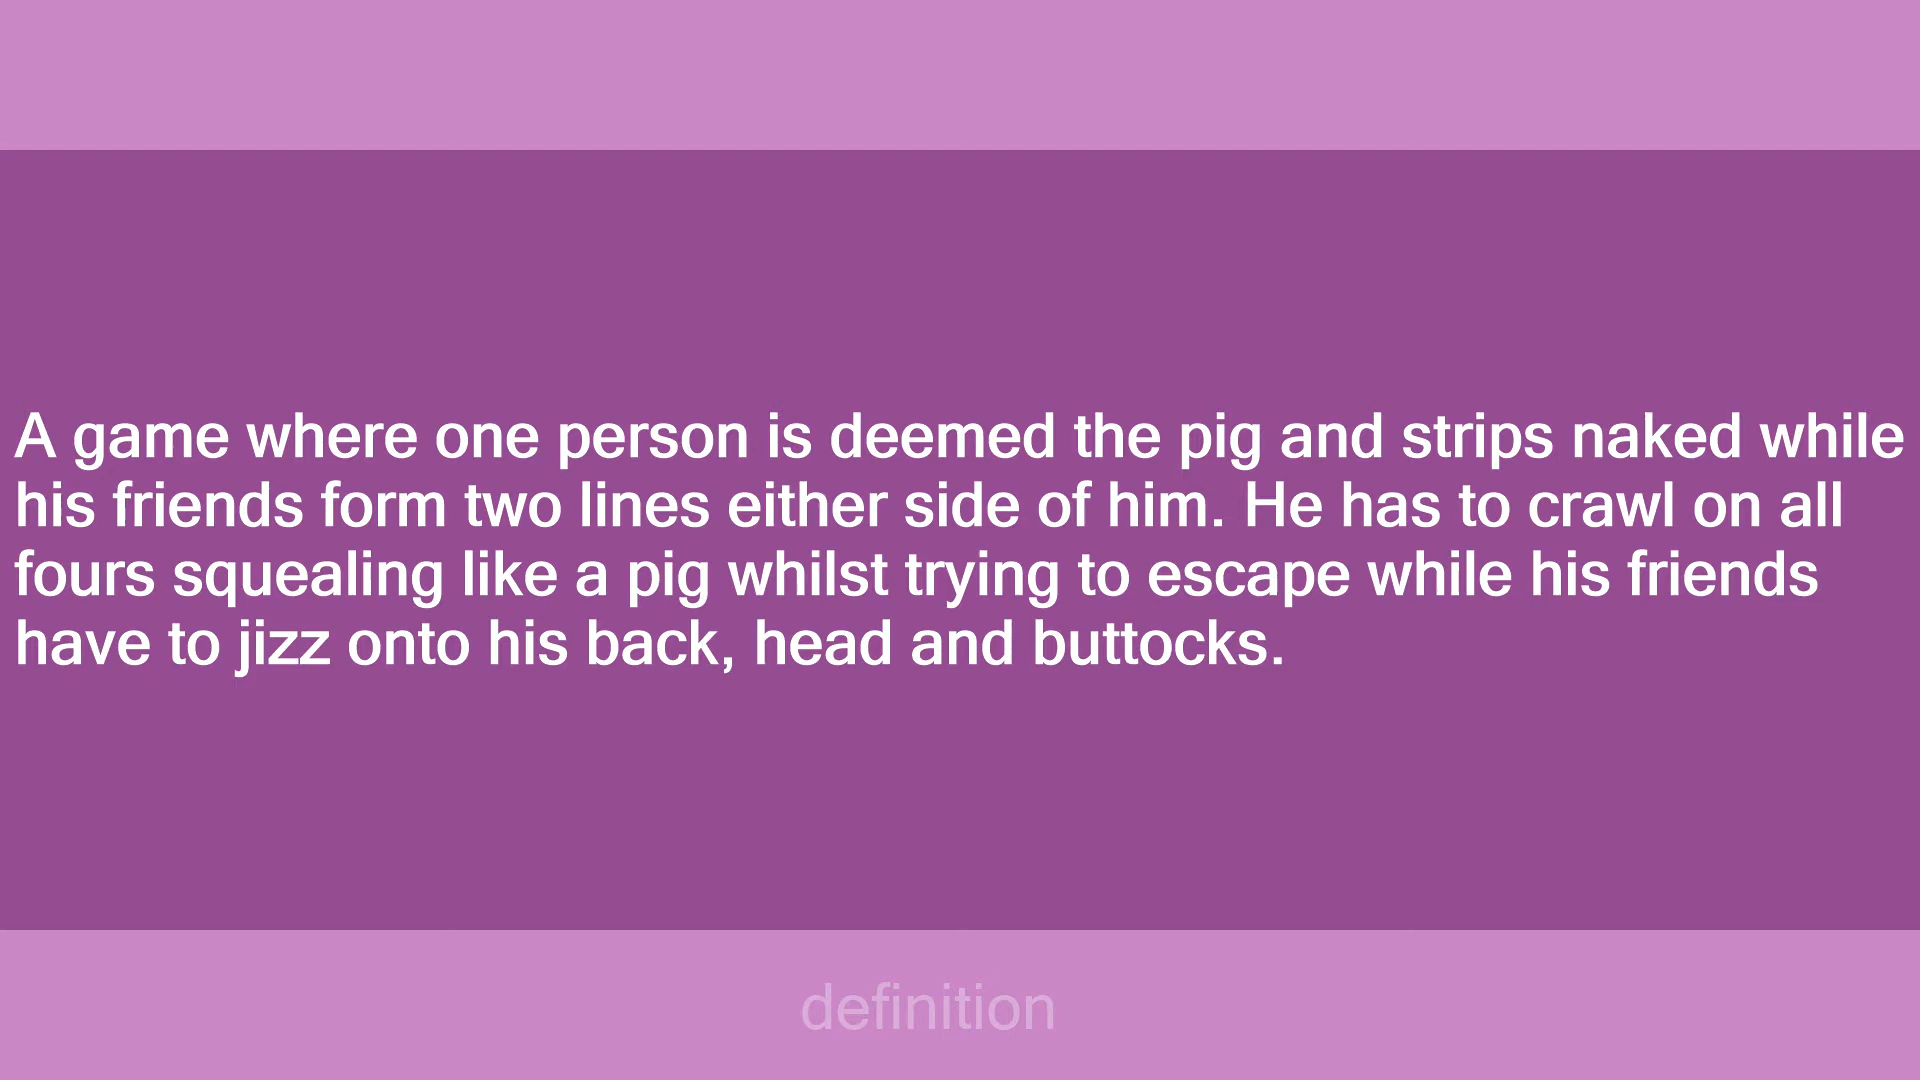 A game where one person is deemed the pig and strips naked while
his friends form two lines either side of him. He has to crawl on all
fours squealing like a pig whilst trying to escape while his friends
have to jizz onto his back, head and buttocks.
definition